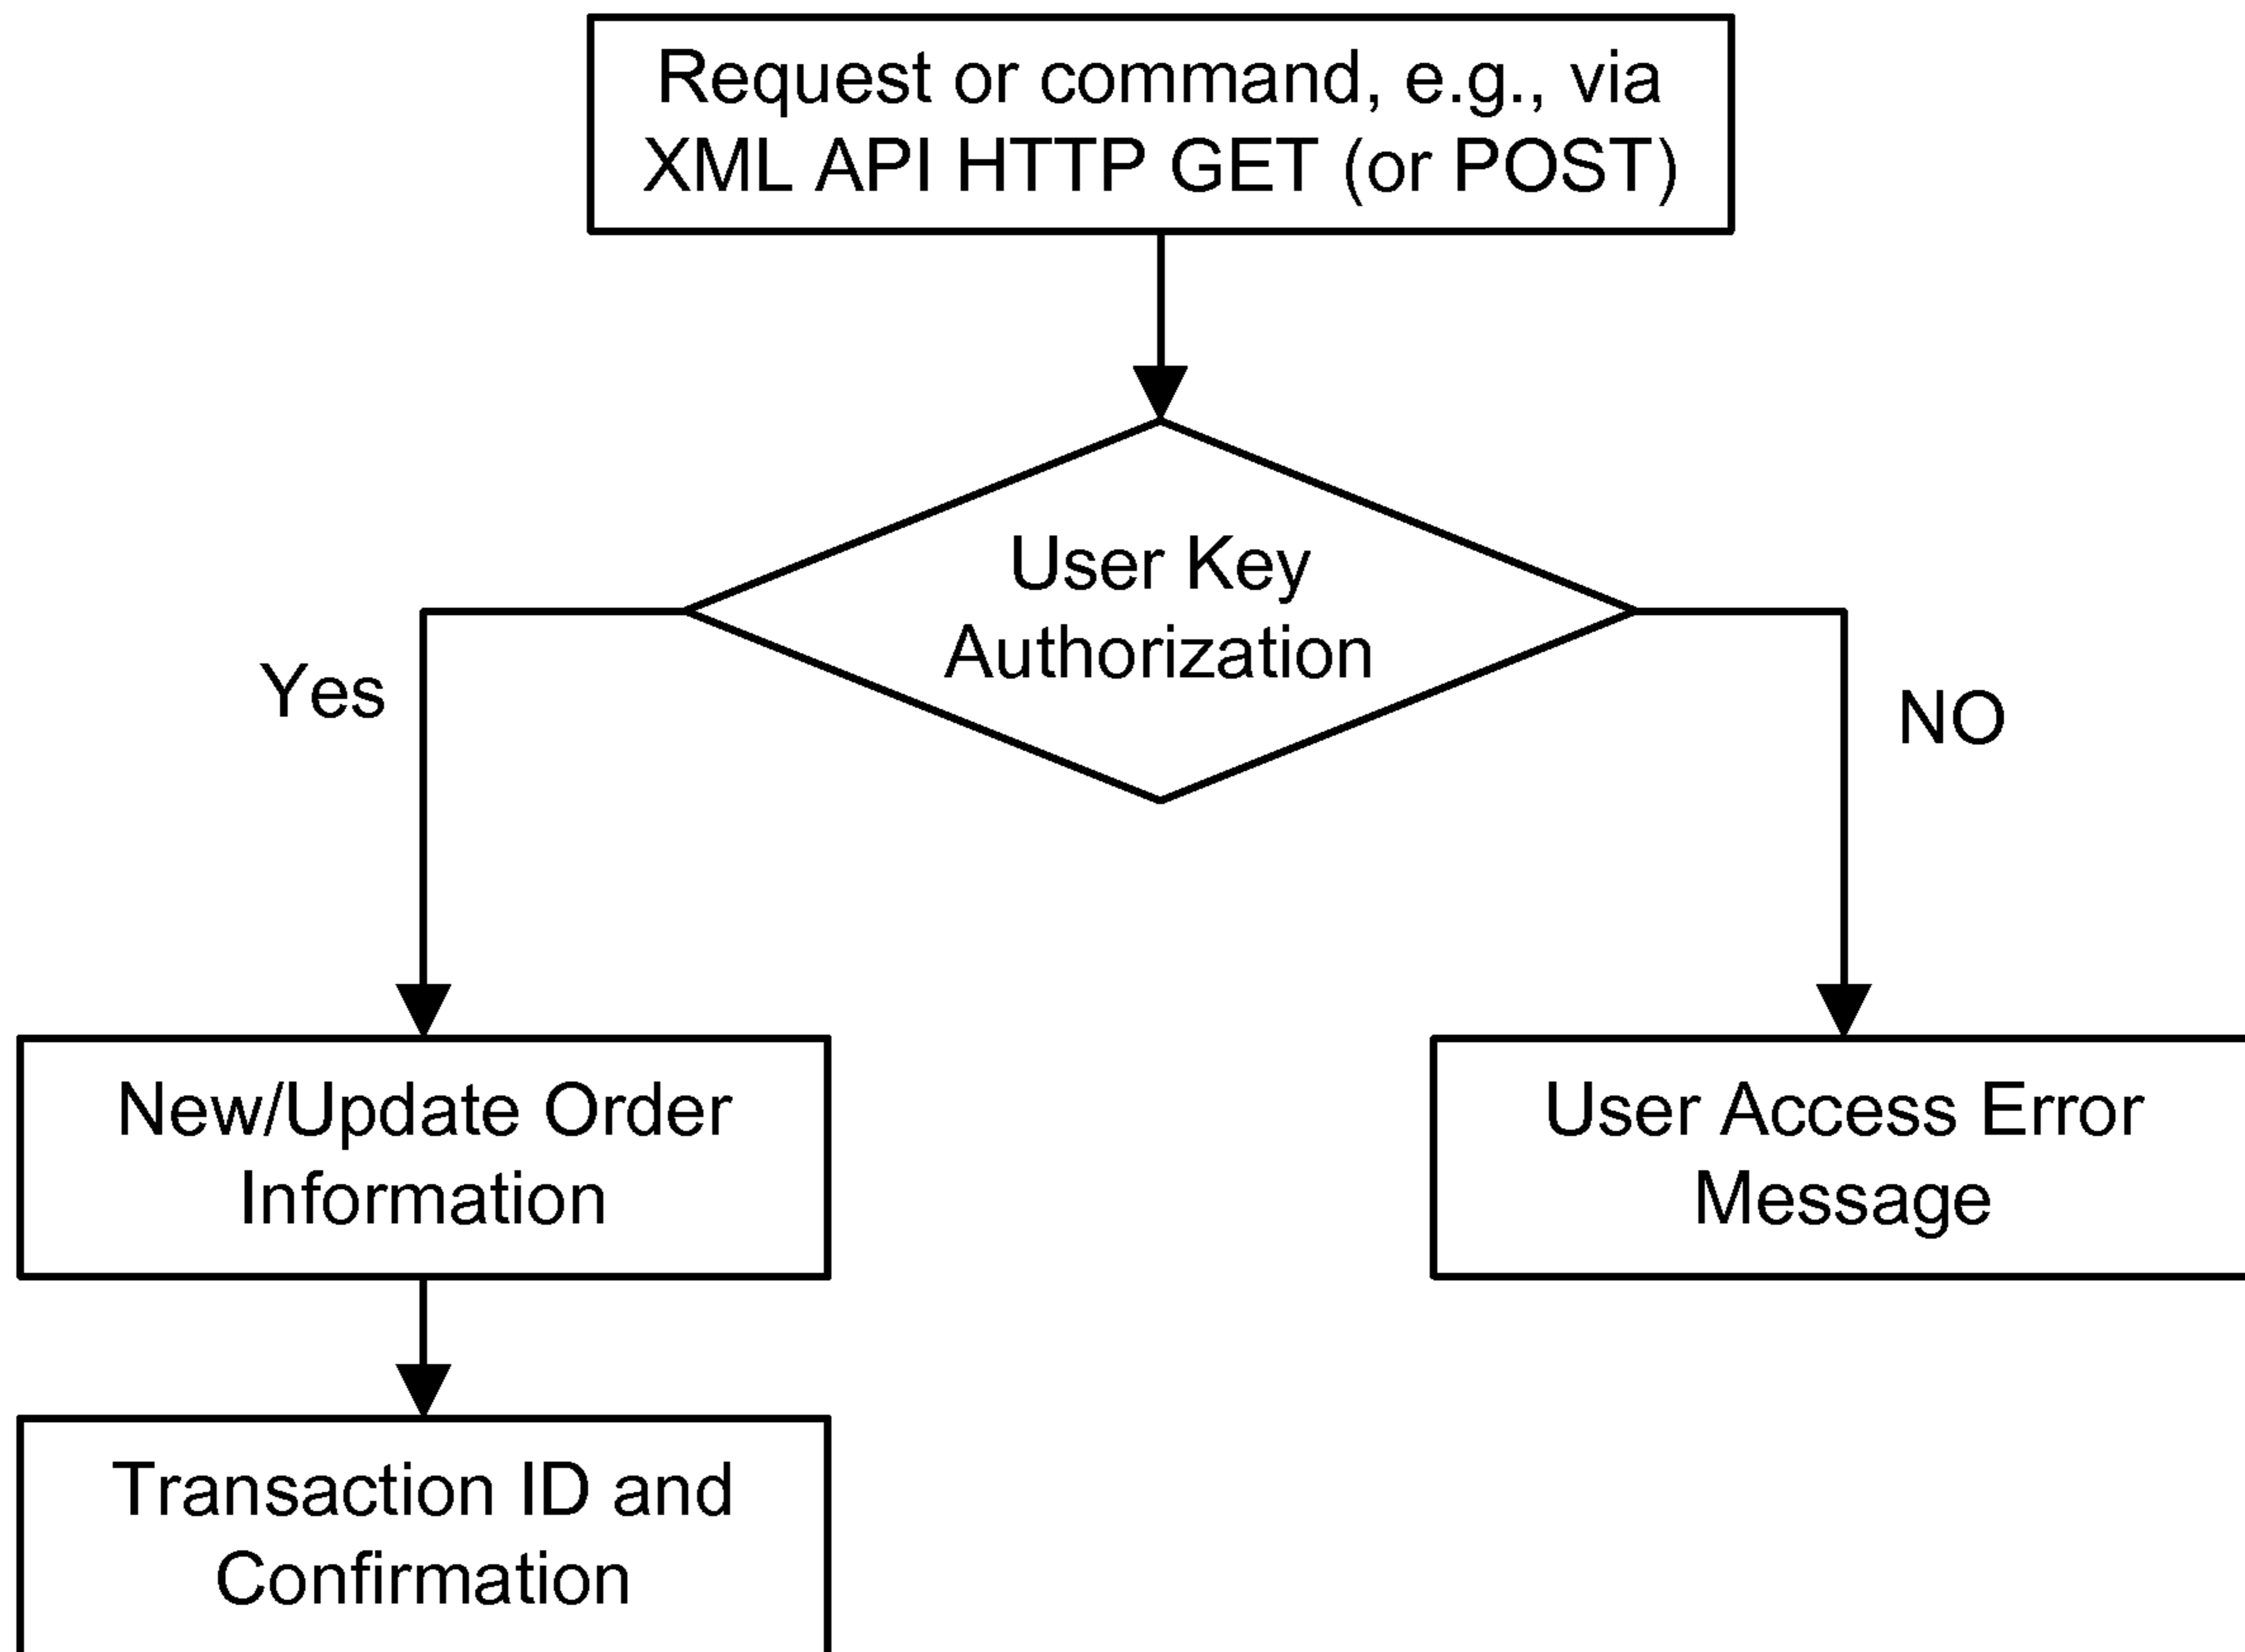 Request or command, e.g., via
XML API HTTP GET (or POST)
User Key
Authorization
Yes
NO
New/Update Order
Information
User Access Error
Message
Transaction ID and
Confirmation